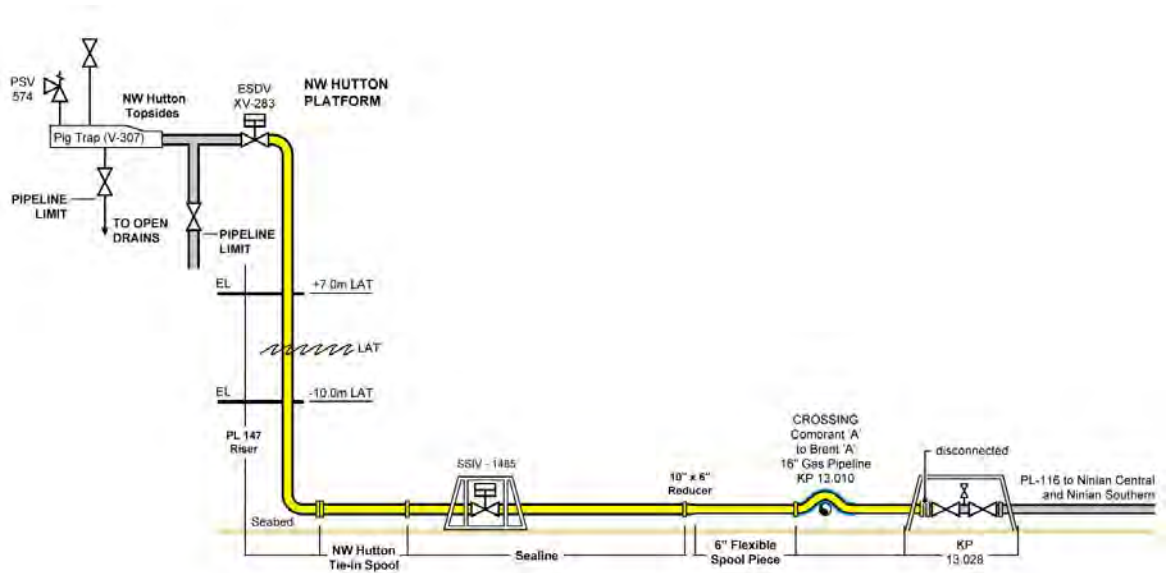 PSV
574
NW Hutton
Topsides
ESDV
XV-283
NW HUTTON
PLATFORM
Pig Trap (V-307)
PIPELINE
LIMIT
TO OPEN
DRAINS
PIPELINE
LIMIT
EL
+7.0m LAT
LAT
EL
-10.0m LAT
PL 147
Riser
SSIV - 1485
10" x 6"
Reducer
CROSSING
Comorant 'A'
to Brent 'A'
16" Gas Pipeline
KP 13.010
disconnected
PL-116 to Ninian Central
and Ninian Southern
Seabed
NW Hutton
Tie-in Spool
Sealine
6" Flexible
Spool Piece
KP
13.028